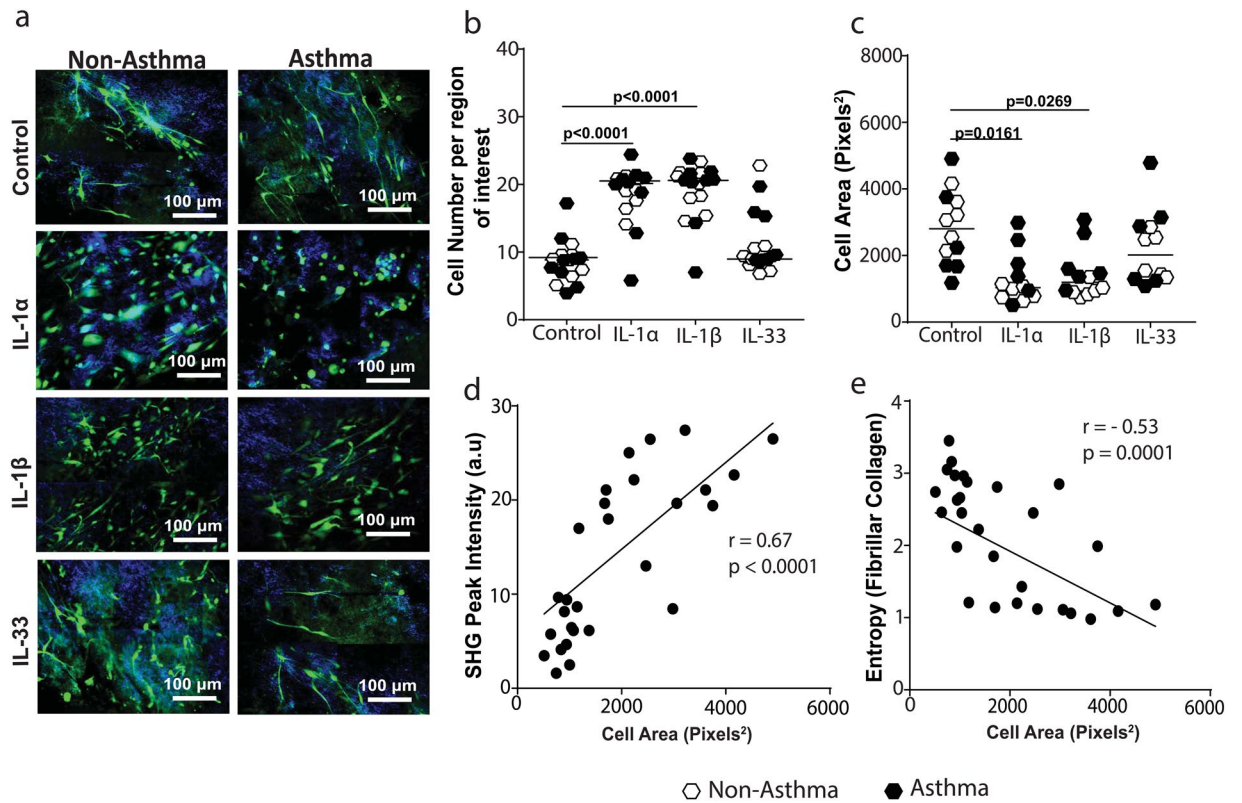 a
Non-Asthma
Asthma
Control
100 µm
100 µm
IL-1α
100 µm
100 µm
IL-1β
100 µm
100 µm
IL-33
100 µm
100 µm
b
Cell Number per region
of interest
40
30
20
10
0
p<0.0001
p<0.0001
Control
IL-1α
IL-1β
IL-33
c
Cell Area (Pixels²)
8000
6000
4000
2000
0
p=0.0269
p=0.0161
Control
IL-1α
IL-1β
IL-33
d
SHG Peak Intensity (a.u)
30
20
10
0
r = 0.67
p < 0.0001
0
2000
4000
6000
Cell Area (Pixels²)
e
Entropy (Fibrillar Collagen)
4
3
2
1
0
r = - 0.53
p = 0.0001
0
2000
4000
6000
Cell Area (Pixels²)
Non-Asthma
Asthma